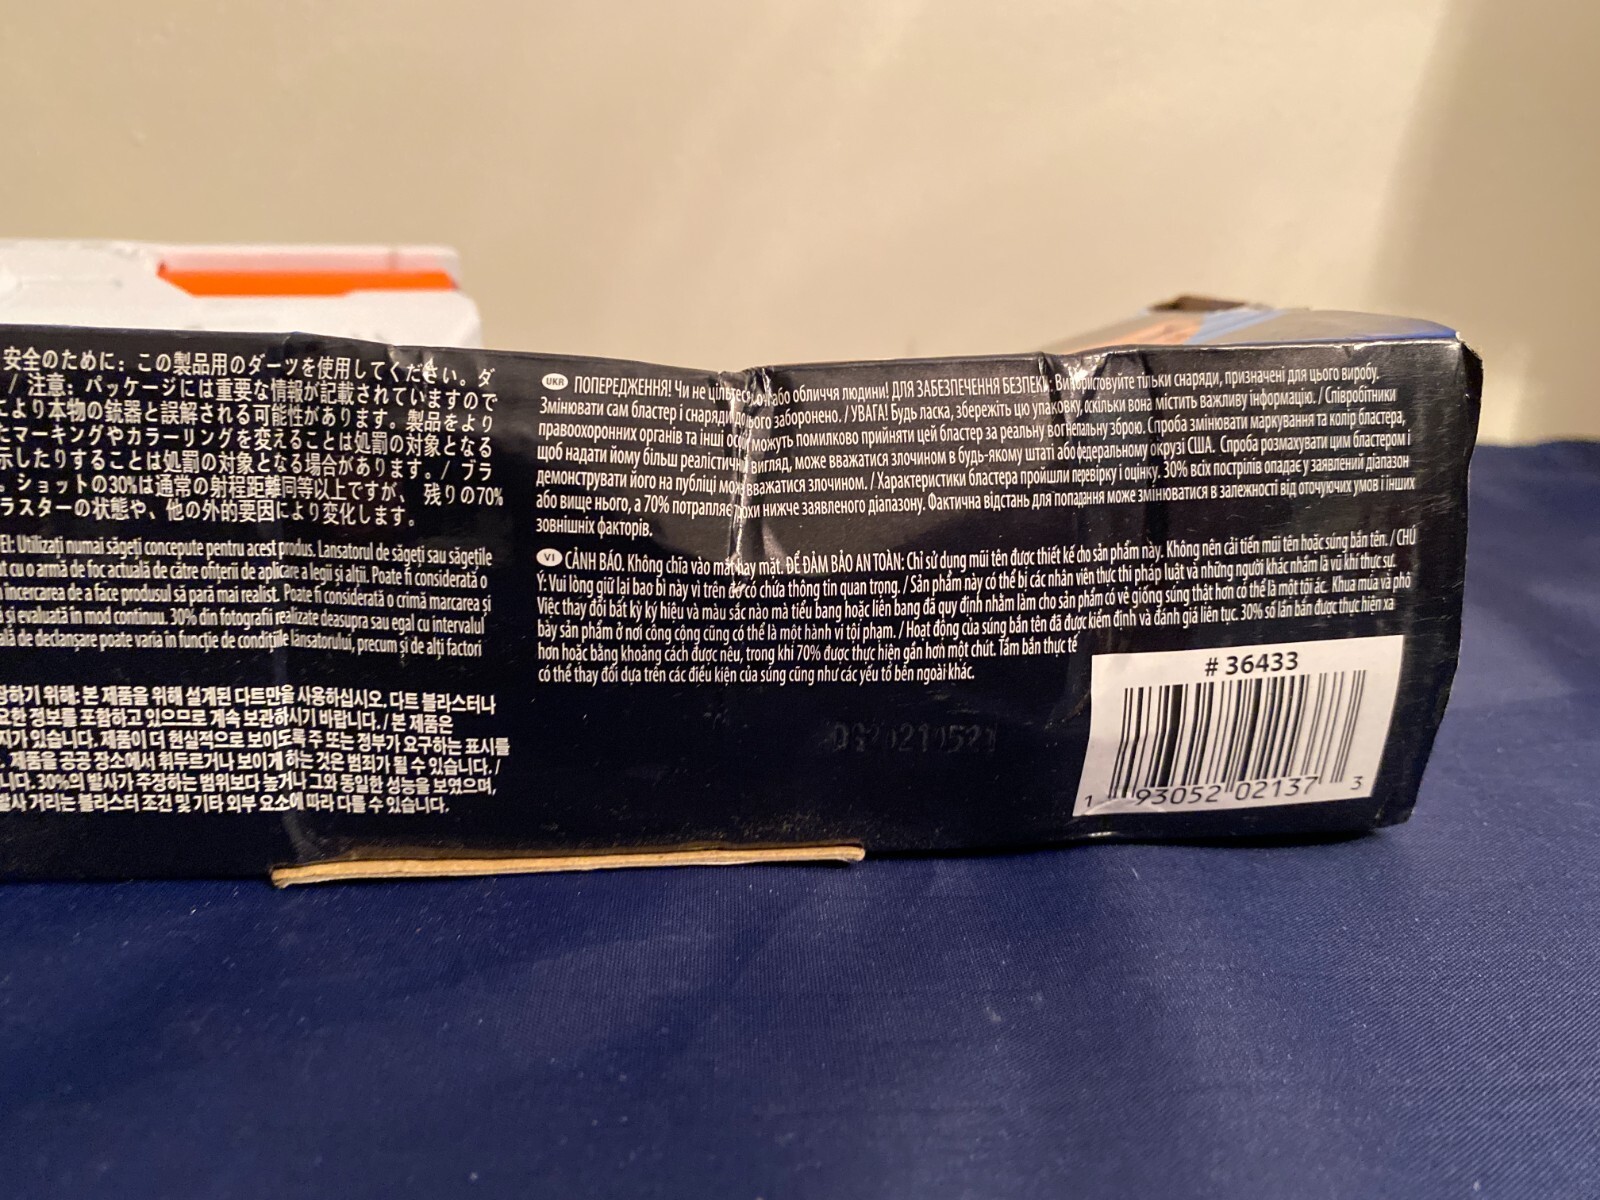 安全のために: この製品用のダーツを使用してください。ダ
/ 注意: パッケージには重要な情報が記載されていますので
により本物の銃器と誤解される可能性があります。製品をより
たマーキングやカラーリングを変えることは処罰の対象となる
示したりすることは処罰の対象となる場合があります。/ ブラ
。ショットの30%は通常の射程距離同等以上ですが、 残りの70%
ラスターの状態や、他の外的要因により変化します。
EI: Utilizați numai săgeți concepute pentru acest produs. Lansatorul de săgeți sau săgețile
t cu o armă de foc actuală de către ofițerii de aplicare a legii și alții. Poate fi considerată o
încercarea de a face produsul să pară mai realist. Poate fi considerată o crimă marcarea și
și evaluată în mod continuu. 30% din fotografii realizate deasupra sau egal cu intervalul
ală de declanșare poate varia în funcție de condițiile lansatorului, precum și de alți factori
장하기 위해: 본 제품을 위해 설계된 다트만을 사용하십시오. 다트 블라스터나
요한 정보를 포함하고 있으므로 계속 보관하시기 바랍니다. / 본 제품은
지가 있습니다. 제품이 더 현실적으로 보이도록 주 또는 정부가 요구하는 표시를
. 제품을 공공 장소에서 휘두르거나 보이게 하는 것은 범죄가 될 수 있습니다. /
니다. 30%의 발사가 주장하는 범위보다 높거나 그와 동일한 성능을 보였으며,
발사 거리는 블라스터 조건 및 기타 외부 요소에 따라 다를 수 있습니다.
UKR ПОПЕРЕДЖЕННЯ! Чи не цільтесь або обличчя людини! ДЛЯ ЗАБЕЗПЕЧЕННЯ БЕЗПЕКИ: Використовуйте тільки снаряди, призначені для цього виробу.
Змінювати сам бластер і снаряди до нього заборонено. / УВАГА! Будь ласка, збережіть цю упаковку, оскільки вона містить важливу інформацію. / Співробітники
правоохоронних органів та інші особи можуть помилково прийняти цей бластер за реальну вогнепальну зброю. Спроба змінювати маркування та колір бластера,
щоб надати йому більш реалістичний вигляд, може вважатися злочином в будь-якому штаті або федеральному окрузі США. Спроба розмахувати цим бластером і
демонструвати його на публіці може вважатися злочином. / Характеристики бластера пройшли перевірку і оцінку. 30% всіх пострілів опадає у заявлений діапазон
або вище нього, а 70% потрапляє трохи нижче заявленого діапазону. Фактична відстань для попадання може змінюватися в залежності від оточуючих умов і інших
зовнішніх факторів.
VI CẢNH BÁO. Không chĩa vào mắt hay mặt. ĐỂ ĐẢM BẢO AN TOÀN: Chỉ sử dụng mũi tên được thiết kế cho sản phẩm này. Không nên cải tiến mũi tên hoặc súng bắn tên. / CHÚ
Ý: Vui lòng giữ lại bao bì này vì trên đó có chứa thông tin quan trọng. / Sản phẩm này có thể bị các nhân viên thực thi pháp luật và những người khác nhầm là vũ khí thực sự.
Việc thay đổi bất kỳ ký hiệu và màu sắc nào mà tiểu bang hoặc liên bang đã quy định nhằm làm cho sản phẩm có vẻ giống súng thật hơn có thể là một tội ác. Khua múa và phô
bày sản phẩm ở nơi công cộng cũng có thể là một hành vi tội phạm. / Hoạt động của súng bắn tên đã được kiểm định và đánh giá liên tục. 30% số lần bắn được thực hiện xa
hơn hoặc bằng khoảng cách được nêu, trong khi 70% được thực hiện gần hơn một chút. Tầm bắn thực tế
có thể thay đổi dựa trên các điều kiện của súng cũng như các yếu tố bên ngoài khác.
# 36433
1 93052 02137 3